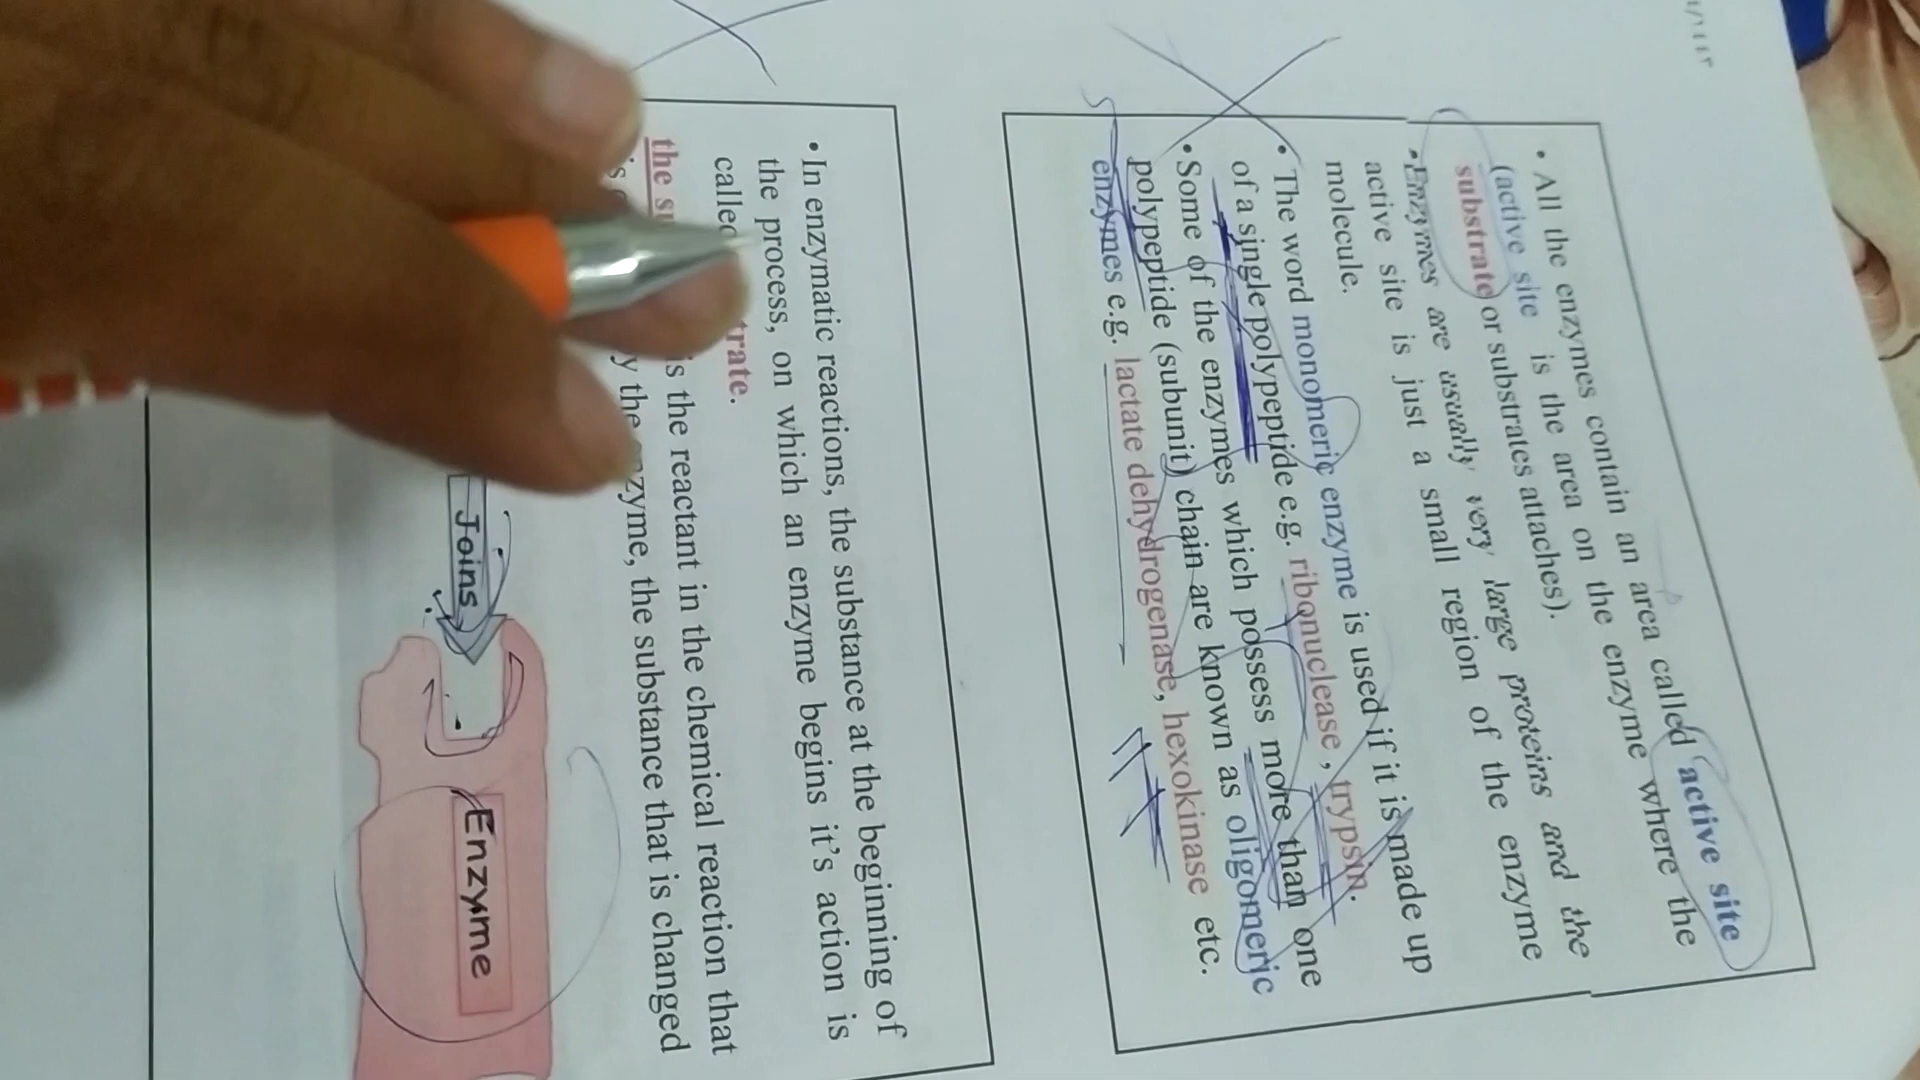 • All the enzymes contain an area called active site
(active site is the area on the enzyme where the
substrate or substrates attaches).
•Enzymes are usually very large proteins and the
active site is just a small region of the enzyme
molecule.
• The word monomeric enzyme is used if it is made up
of a single polypeptide e.g. ribonuclease , trypsin.
•Some of the enzymes which possess more than one
polypeptide (subunit) chain are known as oligomeric
enzymes e.g. lactate dehydrogenase, hexokinase etc.
•In enzymatic reactions, the substance at the beginning of
the process, on which an enzyme begins it's action is
called
the is the reactant in the chemical reaction that
the enzyme, the substance that is changed
Joins
Enzyme